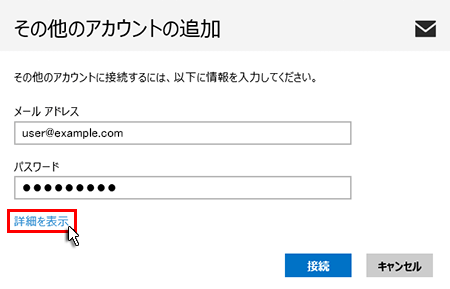 その他のアカウントの追加
その他のアカウントに接続するには、以下に情報を入力してください。
メール アドレス
user@example.com
パスワード
●●●●●●●●●
詳細を表示
接続 キャンセル